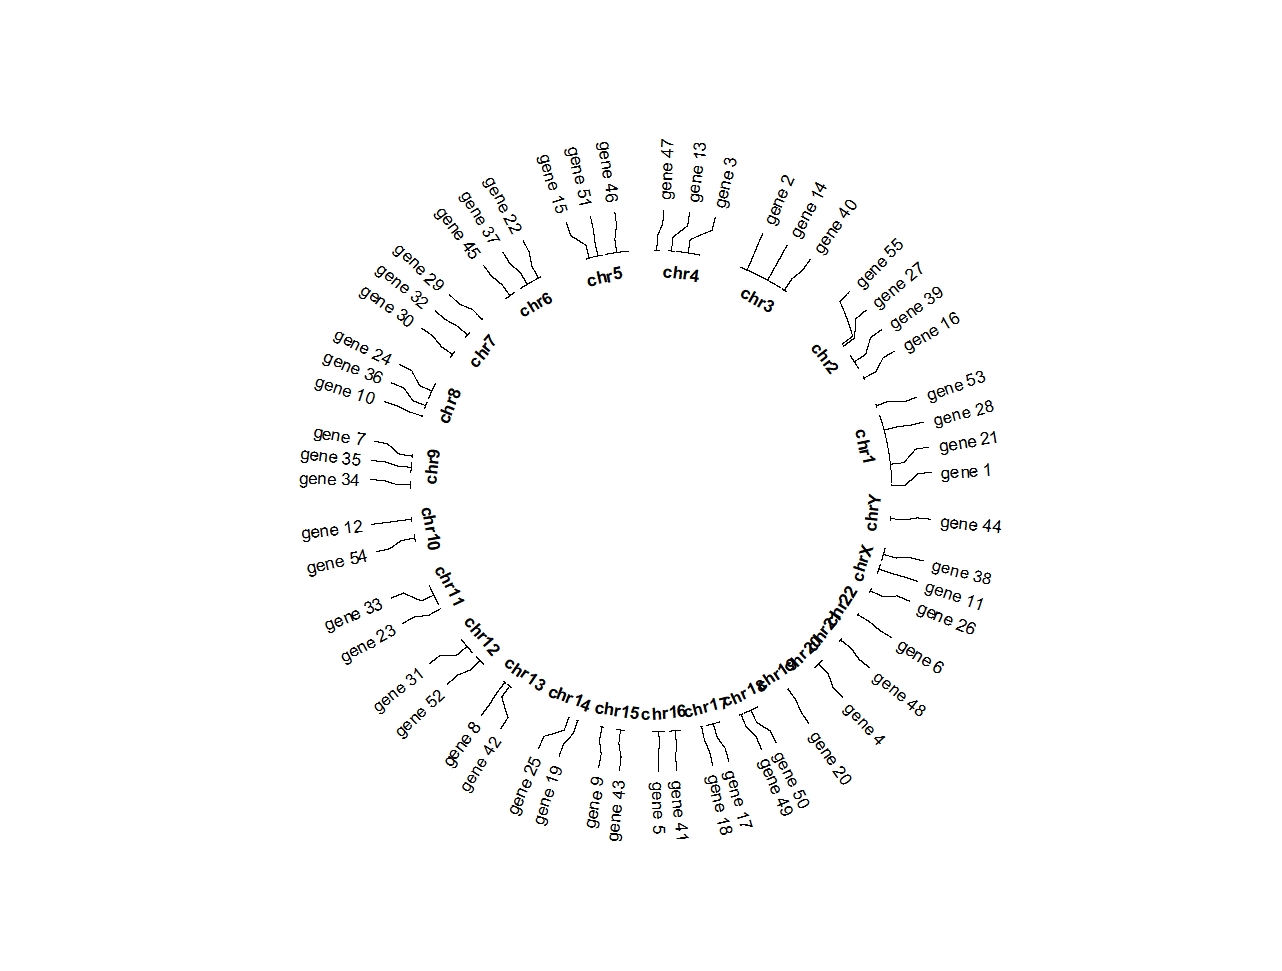 gene 47
gene 13
gene 3
gene 2
gene 14
gene 40
gene 55
gene 27
gene 39
gene 16
gene 53
gene 28
gene 21
gene 1
gene 44
gene 38
gene 11
gene 26
gene 6
gene 48
gene 4
gene 20
gene 50
gene 49
gene 17
gene 18
gene 41
gene 5
gene 43
gene 9
gene 19
gene 25
gene 42
gene 8
gene 52
gene 31
gene 23
gene 33
gene 54
gene 12
gene 34
gene 35
gene 7
gene 10
gene 36
gene 24
gene 30
gene 32
gene 29
gene 45
gene 37
gene 22
gene 15
gene 51
gene 46
chr4
chr3
chr2
chr1
chrY
chrX
chr22
chr21
chr20
chr19
chr18
chr17
chr16
chr15
chr14
chr13
chr12
chr11
chr10
chr9
chr8
chr7
chr6
chr5